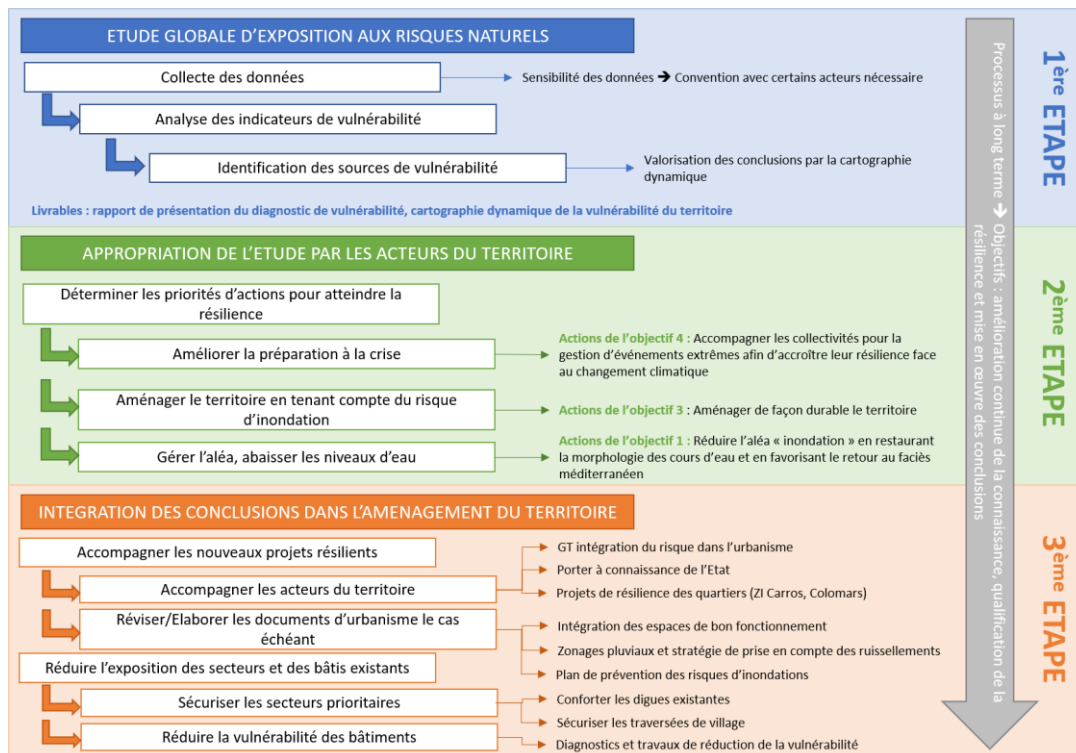 ETUDE GLOBALE D'EXPOSITION AUX RISQUES NATURELS
Collecte des données
Sensibilité des données ➔ Convention avec certains acteurs nécessaire
Analyse des indicateurs de vulnérabilité
Identification des sources de vulnérabilité
Valorisation des conclusions par la cartographie
dynamique
Livrables : rapport de présentation du diagnostic de vulnérabilité, cartographie dynamique de la vulnérabilité du territoire
1ère ETAPE
APPROPRIATION DE L'ETUDE PAR LES ACTEURS DU TERRITOIRE
Déterminer les priorités d'actions pour atteindre la
résilience
Améliorer la préparation à la crise
Actions de l'objectif 4 : Accompagner les collectivités pour la
gestion d'événements extrêmes afin d'accroître leur résilience face
au changement climatique
Aménager le territoire en tenant compte du risque
d'inondation
Actions de l'objectif 3 : Aménager de façon durable le territoire
Gérer l'aléa, abaisser les niveaux d'eau
Actions de l'objectif 1 : Réduire l'aléa « inondation » en restaurant
la morphologie des cours d'eau et en favorisant le retour au faciès
méditerranéen
2ème ETAPE
INTEGRATION DES CONCLUSIONS DANS L'AMENAGEMENT DU TERRITOIRE
Accompagner les nouveaux projets résilients
Accompagner les acteurs du territoire
GT intégration du risque dans l'urbanisme
Porter à connaissance de l'Etat
Projets de résilience des quartiers (ZI Carros, Colomars)
Réviser/Elaborer les documents d'urbanisme le cas
échéant
Intégration des espaces de bon fonctionnement
Zonages pluviaux et stratégie de prise en compte des ruissellements
Plan de prévention des risques d'inondations
Réduire l'exposition des secteurs et des bâtis existants
Sécuriser les secteurs prioritaires
Conforter les digues existantes
Sécuriser les traversées de village
Réduire la vulnérabilité des bâtiments
Diagnostics et travaux de réduction de la vulnérabilité
3ème ETAPE
Processus à long terme ➔ Objectifs : amélioration continue de la connaissance, qualification de la
résilience et mise en œuvre des conclusions